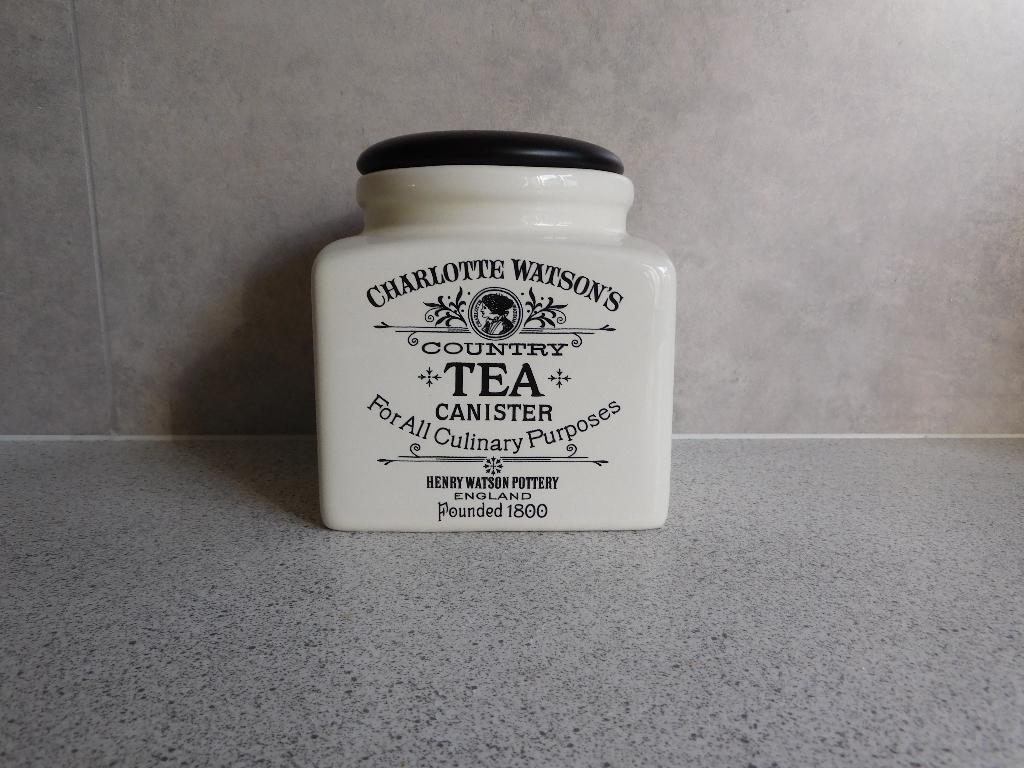 CHARLOTTE WATSON'S
COUNTRY
TEA
CANISTER
For All Culinary Purposes
HENRY WATSON POTTERY
ENGLAND
Founded 1800